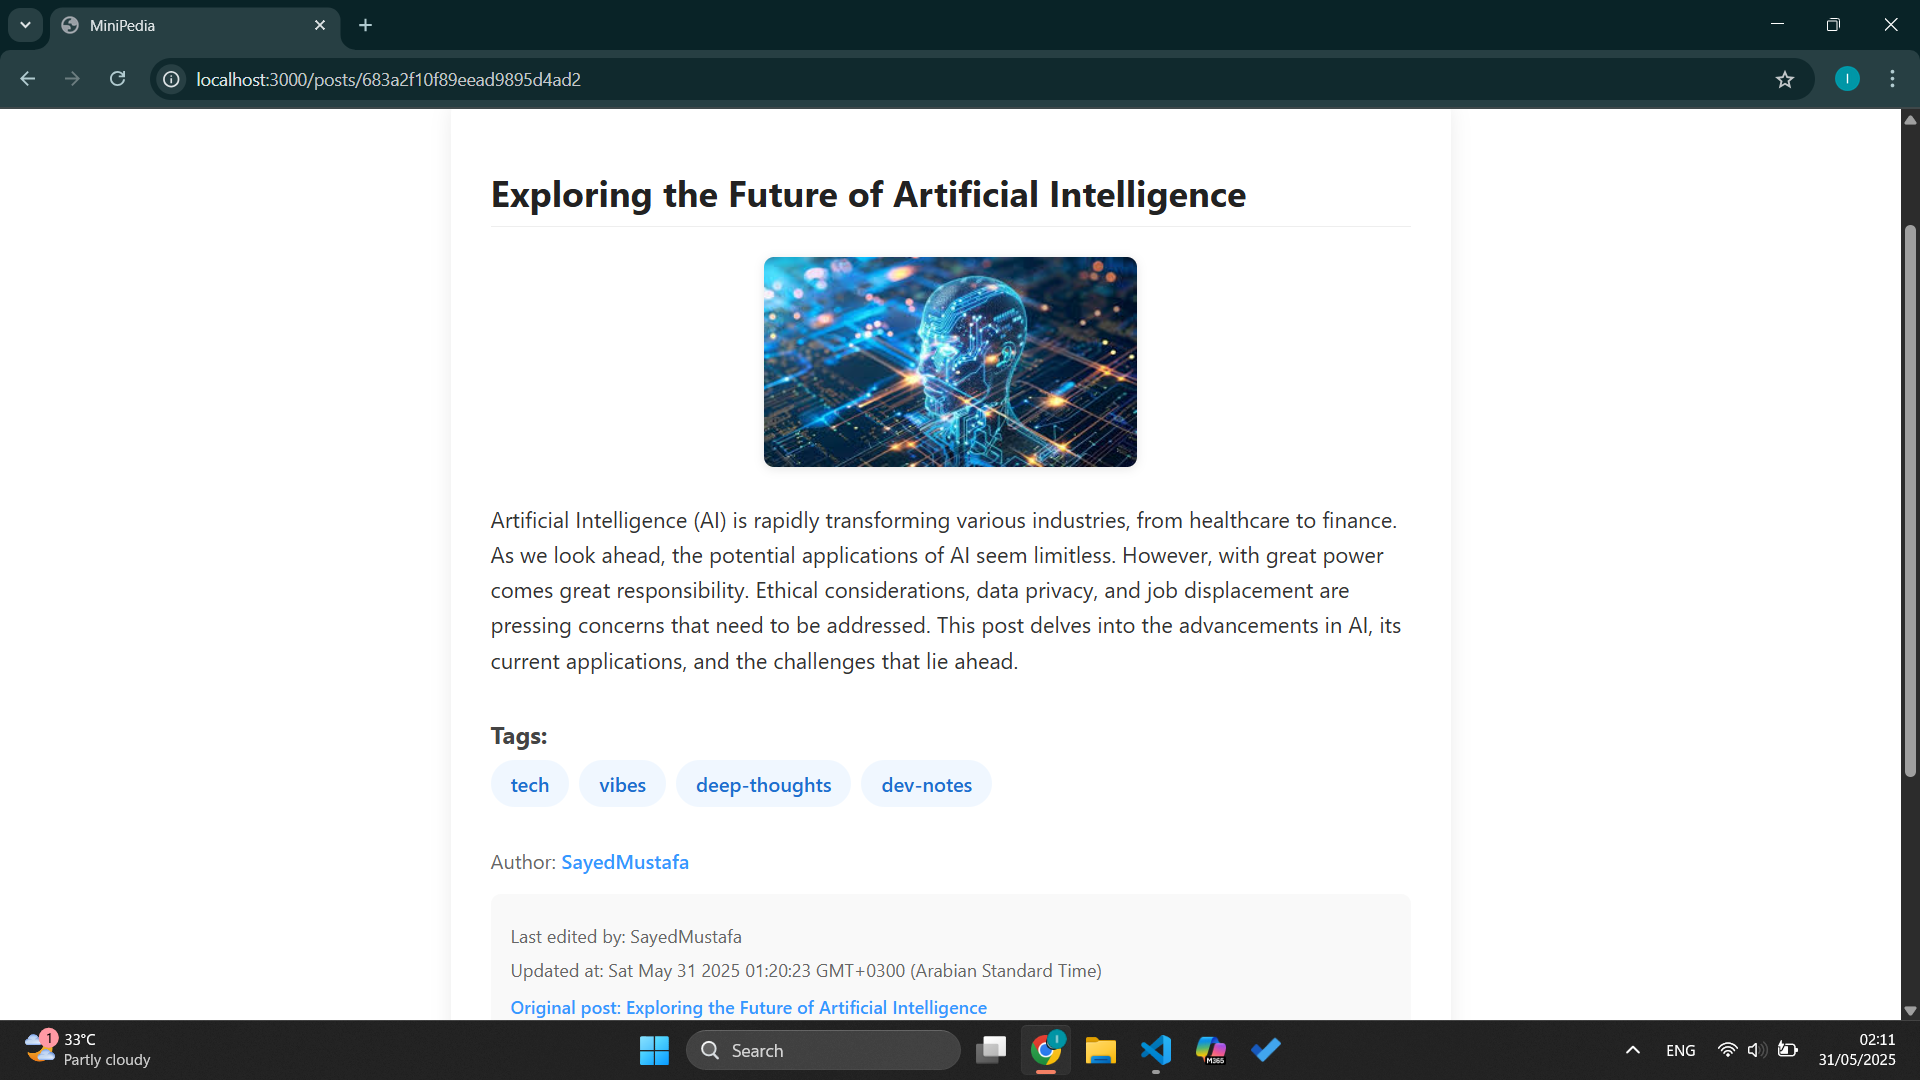 MiniPedia
localhost:3000/posts/683a2f10f89eead9895d4ad2
I
Exploring the Future of Artificial Intelligence
Artificial Intelligence (AI) is rapidly transforming various industries, from healthcare to finance.
As we look ahead, the potential applications of AI seem limitless. However, with great power
comes great responsibility. Ethical considerations, data privacy, and job displacement are
pressing concerns that need to be addressed. This post delves into the advancements in AI, its
current applications, and the challenges that lie ahead.
Tags:
tech vibes deep-thoughts dev-notes
Author: SayedMustafa
Last edited by: SayedMustafa
Updated at: Sat May 31 2025 01:20:23 GMT+0300 (Arabian Standard Time)
Original post: Exploring the Future of Artificial Intelligence
1
33°C
Partly cloudy
Search
I
M365
ENG
02:11
31/05/2025